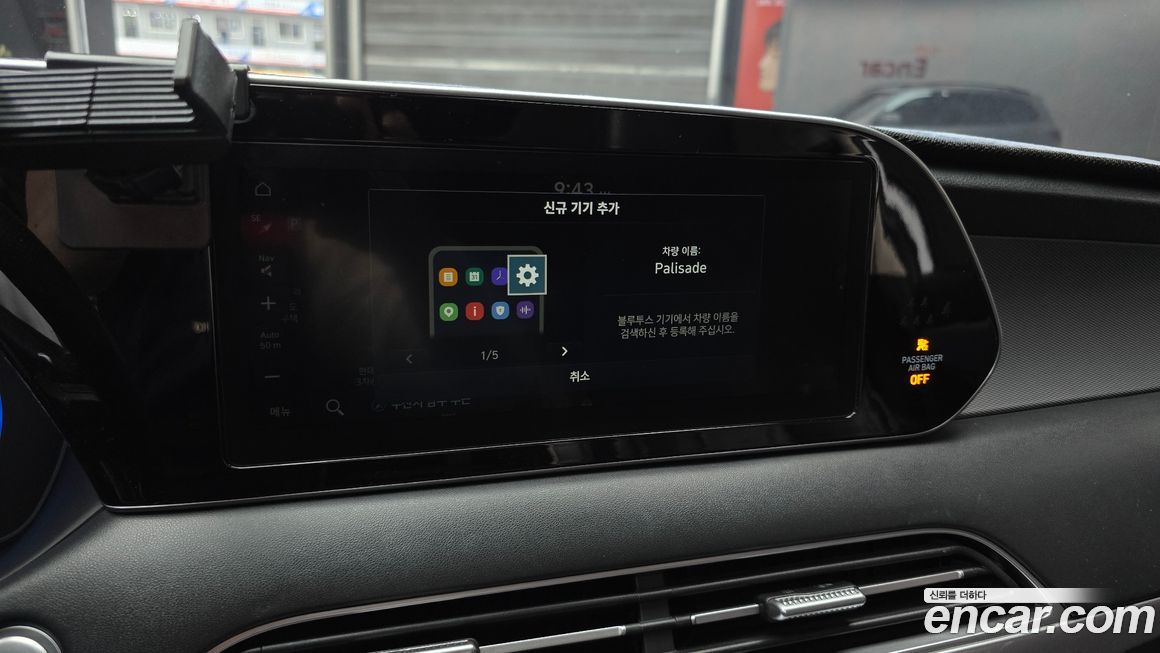 Encar
9:43
신규 기기 추가
SE
P
Nav
Auto
50 m
메뉴
31
차량 이름:
Palisade
블루투스 기기에서 차량 이름을
검색하신 후 등록해 주십시오.
1/5
취소
PASSENGER
AIR BAG
OFF
신뢰를 더하다
encar.com